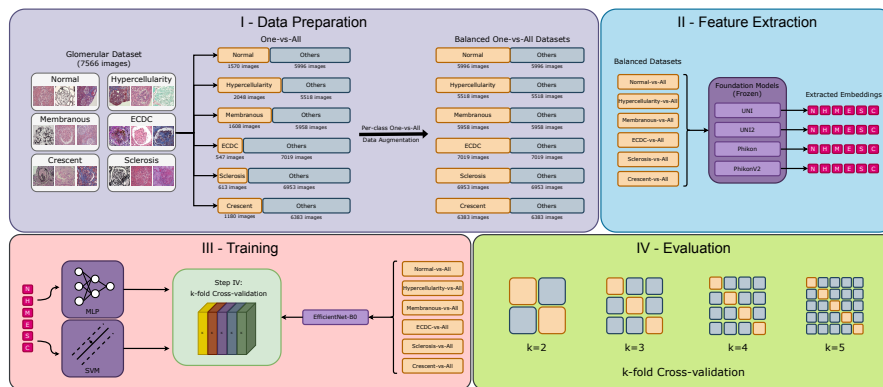 I - Data Preparation
Glomerular Dataset
(7566 images)
Normal
Hypercellularity
Membranous
ECDC
Crescent
Sclerosis
One-vs-All
Normal
Others
1570 images
5996 images
Hypercellularity
Others
2048 images
5518 images
Membranous
Others
1608 images
5958 images
ECDC
Others
547 images
7019 images
Sclerosis
Others
613 images
6953 images
Crescent
Others
1180 images
6383 images
Per-class One-vs-All
Data Augmentation
Balanced One-vs-All Datasets
Normal
Others
5996 images
5996 images
Hypercellularity
Others
5518 images
5518 images
Membranous
Others
5958 images
5958 images
ECDC
Others
7019 images
7019 images
Sclerosis
Others
6953 images
6953 images
Crescent
Others
6383 images
6383 images
II - Feature Extraction
Balanced Datasets
Normal-vs-All
Hypercellularity-vs-All
Membranous-vs-All
ECDC-vs-All
Sclerosis-vs-All
Crescent-vs-All
Foundation Models
(Frozen)
UNI
UNI2
Phikon
PhikonV2
Extracted Embeddings
N H M E S C
N H M E S C
N H M E S C
N H M E S C
III - Training
N
H
M
E
S
C
MLP
SVM
Step IV:
k-fold Cross-validation
EfficientNet-B0
Normal-vs-All
Hypercellularity-vs-All
Membranous-vs-All
ECDC-vs-All
Sclerosis-vs-All
Crescent-vs-All
IV - Evaluation
k=2
k=3
k=4
k=5
k-fold Cross-validation